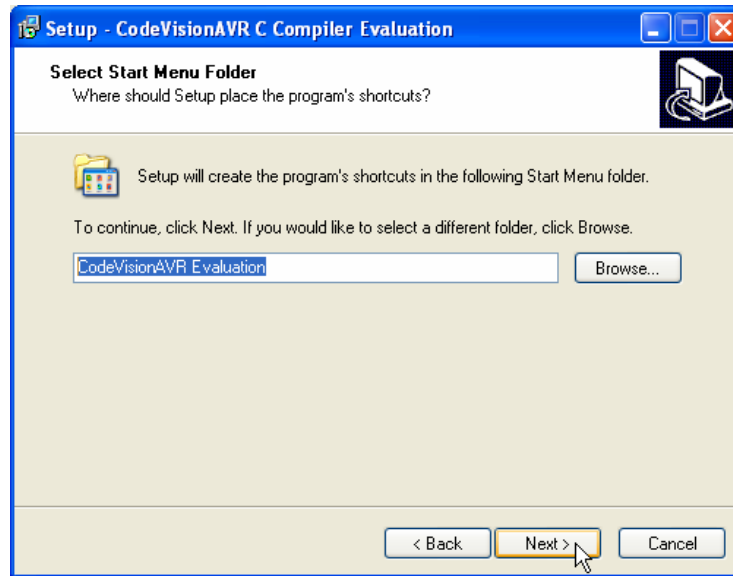 Setup - CodeVisionAVR C Compiler Evaluation
Select Start Menu Folder
Where should Setup place the program's shortcuts?
Setup will create the program's shortcuts in the following Start Menu folder.
To continue, click Next. If you would like to select a different folder, click Browse.
CodeVisionAVR Evaluation
Browse...
< Back
Next >
Cancel